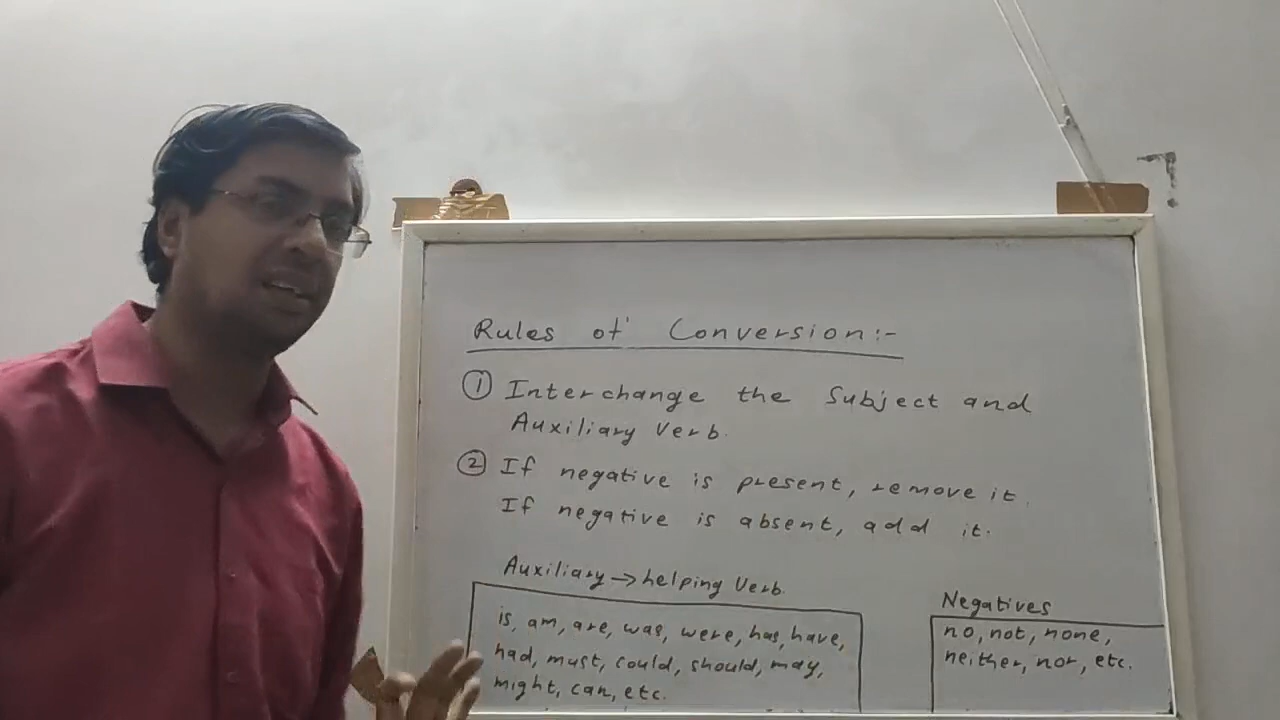 Rules of Conversion:-
① Interchange the Subject and
Auxiliary Verb.
② If negative is present, remove it.
If negative is absent, add it.
Auxiliary → helping Verb.
is, am, are, was, were, has, have,
had, must, could, should, may,
might, can, etc.
Negatives
no, not, none,
neither, nor, etc.